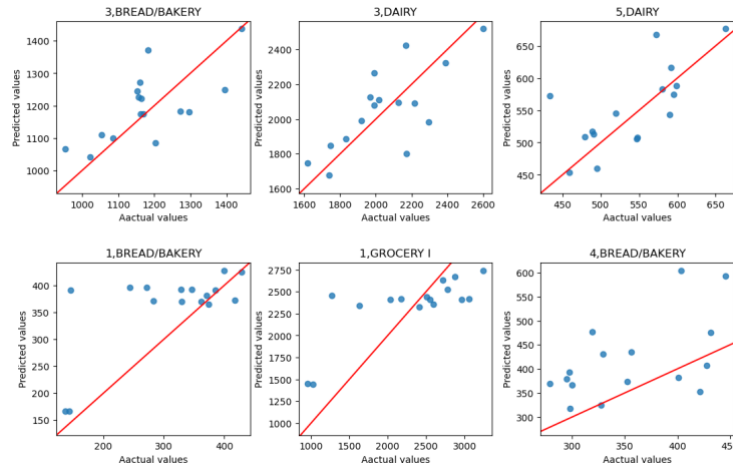 3,BREAD/BAKERY
3,DAIRY
5,DAIRY
Predicted values
1400
1300
1200
1100
1000
1000 1100 1200 1300 1400
Aactual values
Predicted values
2400
2200
2000
1800
1600
1600 1800 2000 2200 2400 2600
Aactual values
Predicted values
650
600
550
500
450
450 500 550 600 650
Aactual values
1,BREAD/BAKERY
1,GROCERY I
4,BREAD/BAKERY
Predicted values
400
350
300
250
200
150
200 300 400
Aactual values
Predicted values
2750
2500
2250
2000
1750
1500
1250
1000
1000 1500 2000 2500 3000
Aactual values
Predicted values
600
550
500
450
400
350
300
300 350 400 450
Aactual values